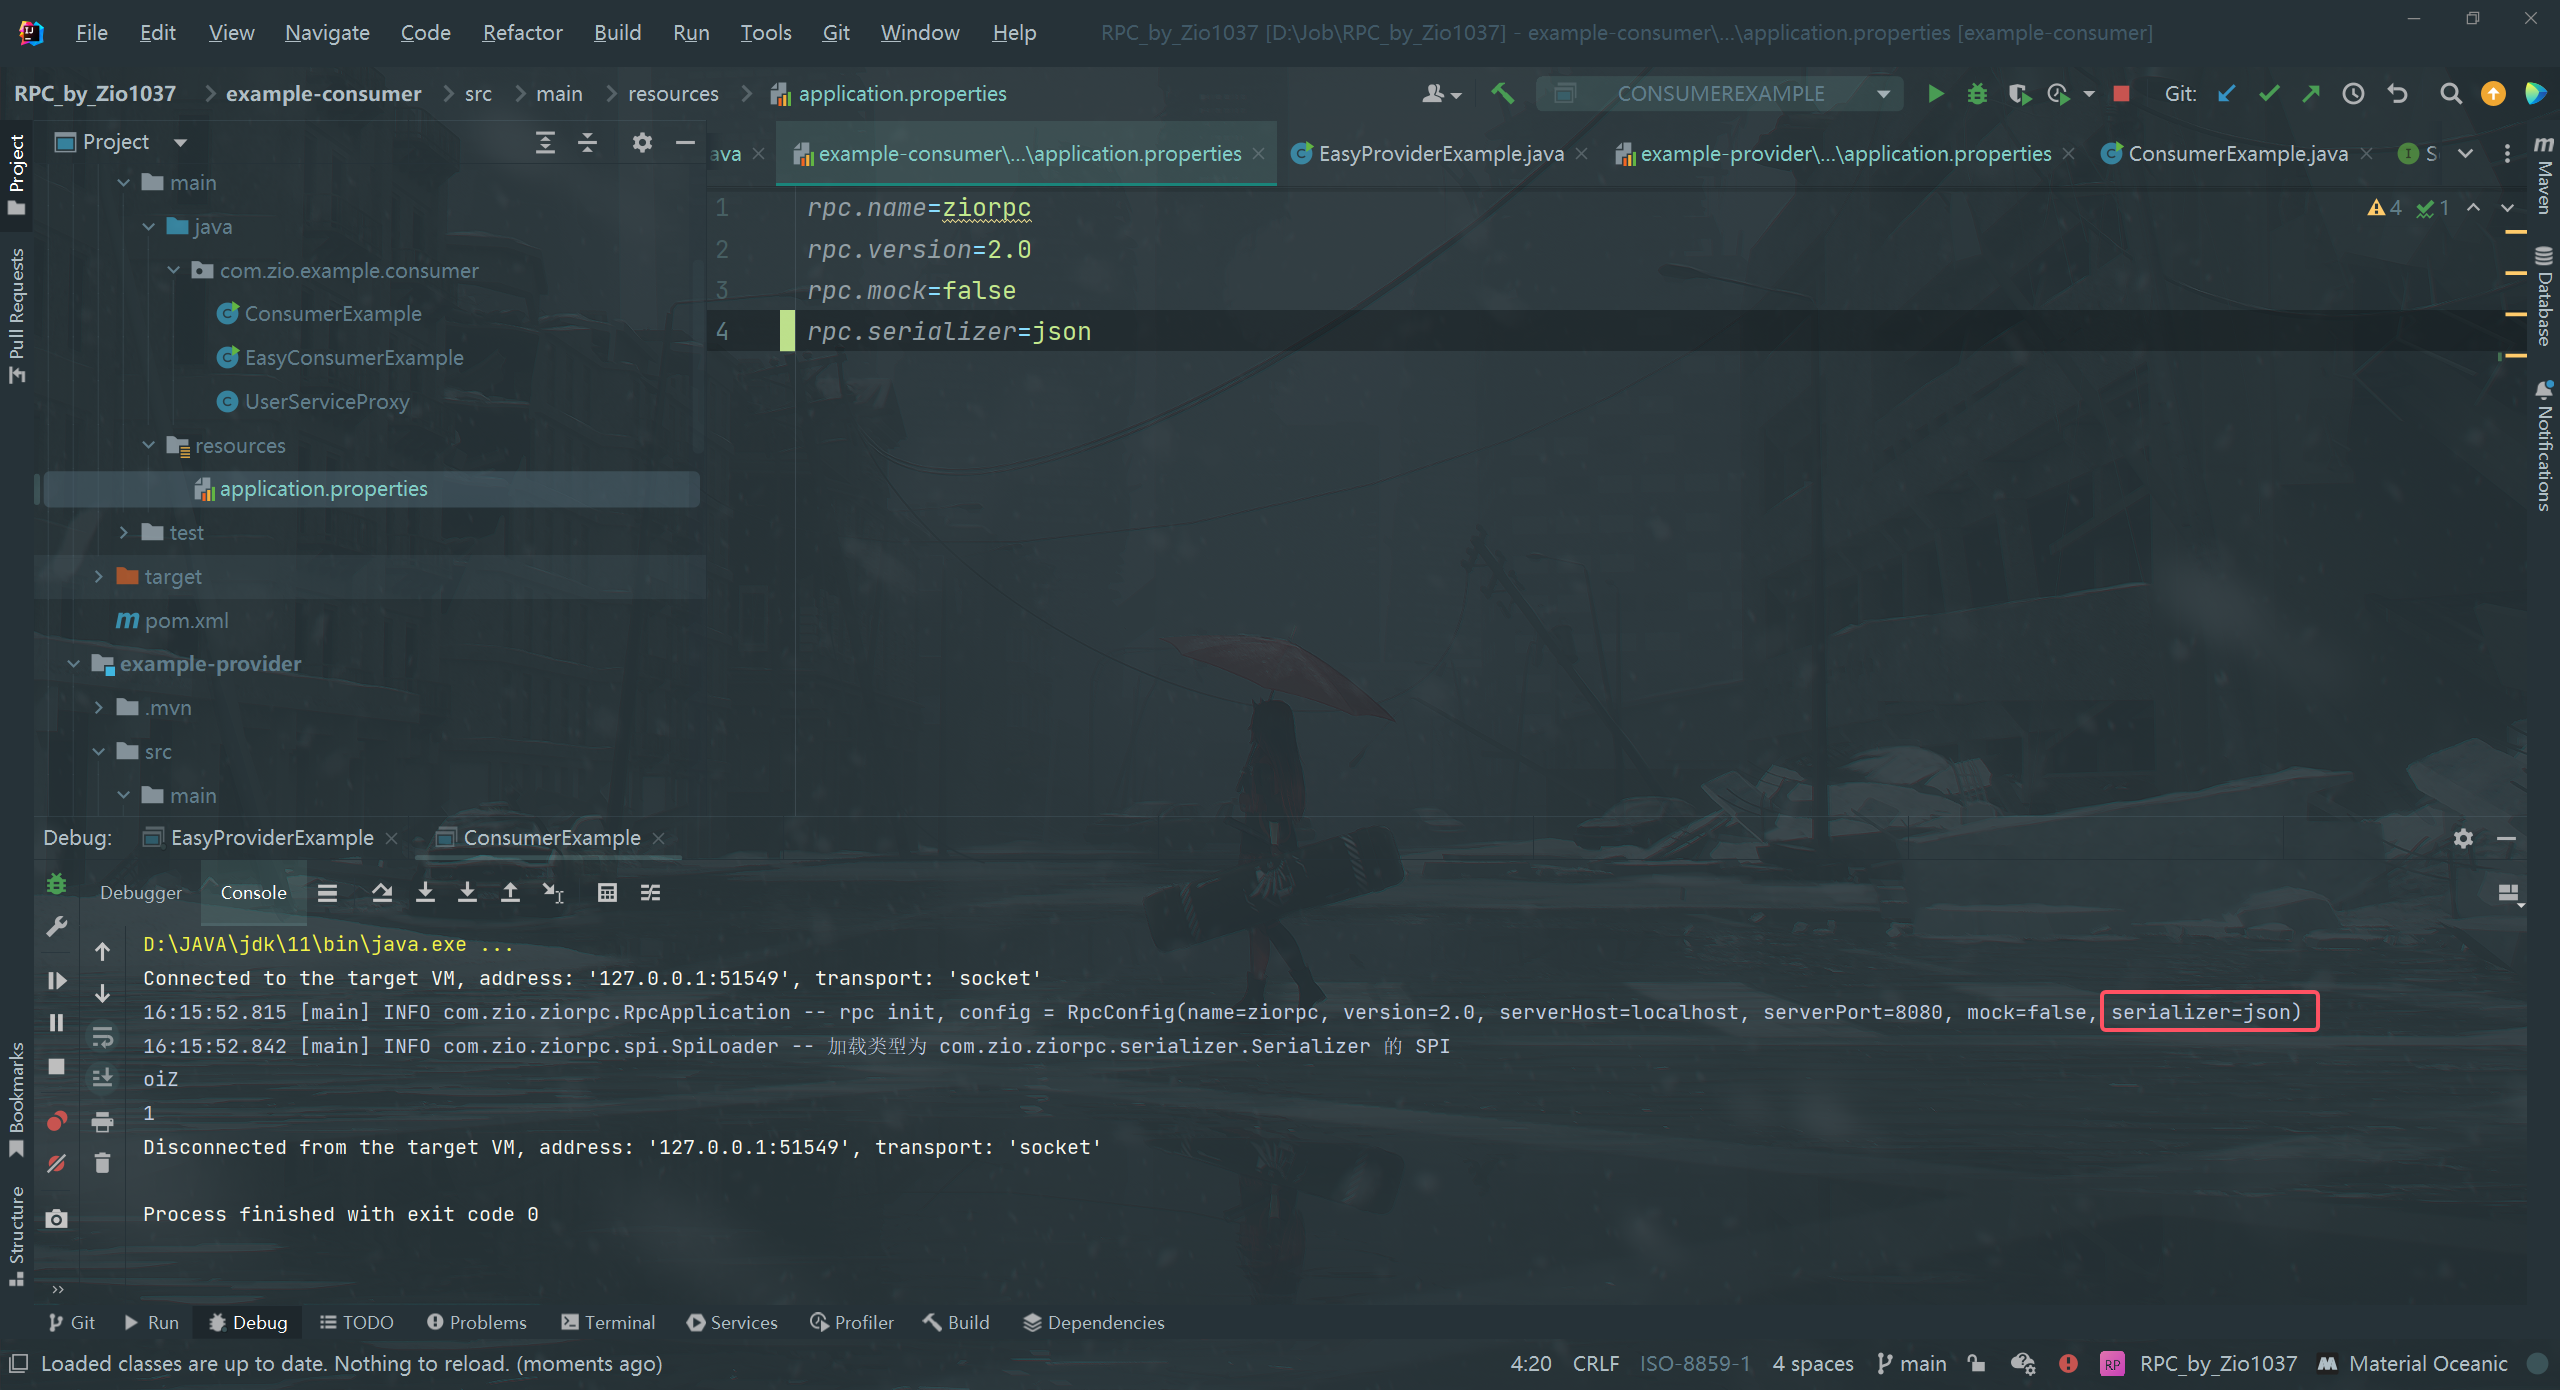 File Edit View Navigate Code Refactor Build Run Tools Git Window Help RPC_by_Zio1037 [D:\Job\RPC_by_Zio1037] - example-consumer\...\application.properties [example-consumer]
RPC_by_Zio1037 example-consumer src main resources application.properties CONSUMEREXAMPLE Git:
Project
ava example-consumer\...\application.properties EasyProviderExample.java example-provider\...\application.properties ConsumerExample.java S
main
java
com.zio.example.consumer
ConsumerExample
EasyConsumerExample
UserServiceProxy
resources
application.properties
test
target
pom.xml
example-provider
.mvn
src
main
1 rpc.name=ziorpc
2 rpc.version=2.0
3 rpc.mock=false
4 rpc.serializer=json
4 1
Project
Pull Requests
Bookmarks
Structure
Maven
Database
Notifications
Debug: EasyProviderExample ConsumerExample
Debugger Console
D:\JAVA\jdk\11\bin\java.exe ...
Connected to the target VM, address: '127.0.0.1:51549', transport: 'socket'
16:15:52.815 [main] INFO com.zio.ziorpc.RpcApplication -- rpc init, config = RpcConfig(name=ziorpc, version=2.0, serverHost=localhost, serverPort=8080, mock=false, serializer=json)
16:15:52.842 [main] INFO com.zio.ziorpc.spi.SpiLoader -- 加载类型为 com.zio.ziorpc.serializer.Serializer 的 SPI
oiZ
1
Disconnected from the target VM, address: '127.0.0.1:51549', transport: 'socket'
Process finished with exit code 0
Git Run Debug TODO Problems Terminal Services Profiler Build Dependencies
Loaded classes are up to date. Nothing to reload. (moments ago) 4:20 CRLF ISO-8859-1 4 spaces main RP RPC_by_Zio1037 Material Oceanic